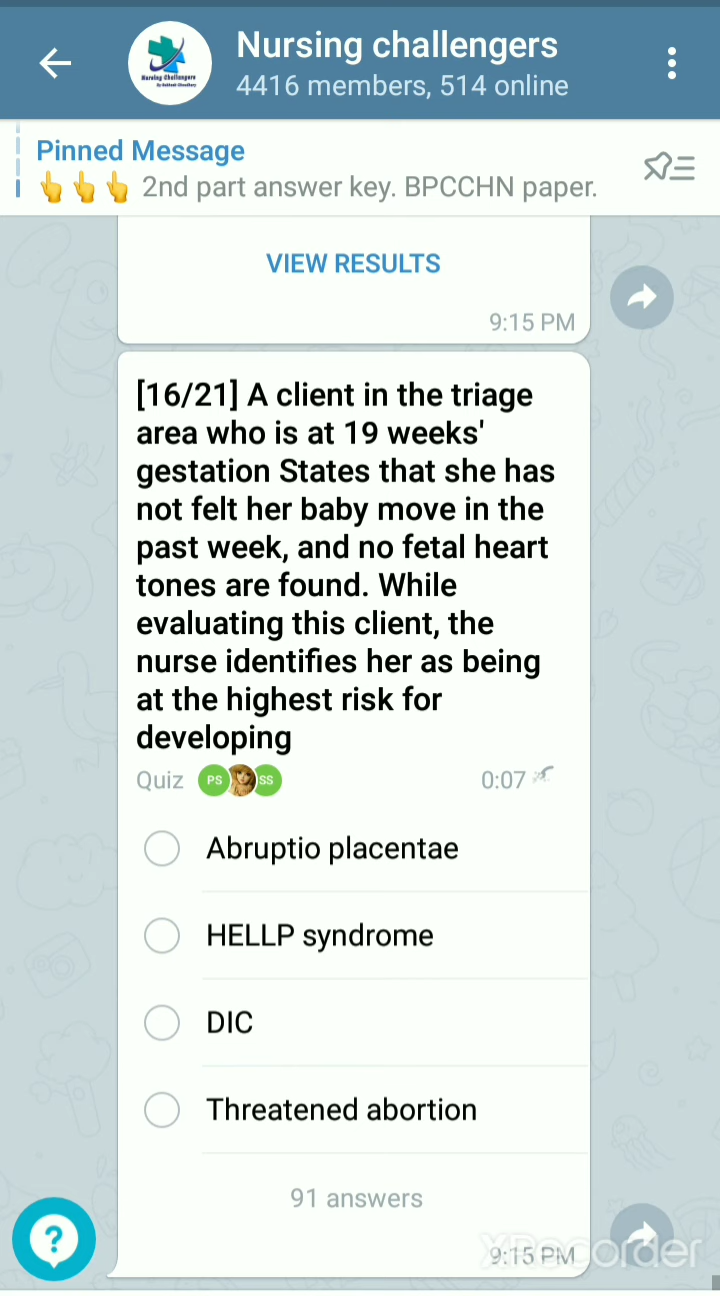 Nursing challengers
4416 members, 514 online
Pinned Message
👆👆👆 2nd part answer key. BPCCHN paper.
VIEW RESULTS
9:15 PM
[16/21] A client in the triage
area who is at 19 weeks'
gestation States that she has
not felt her baby move in the
past week, and no fetal heart
tones are found. While
evaluating this client, the
nurse identifies her as being
at the highest risk for
developing
Quiz PS SS 0:07
Abruptio placentae
HELLP syndrome
DIC
Threatened abortion
91 answers
9:15 PM
XRecorder
?